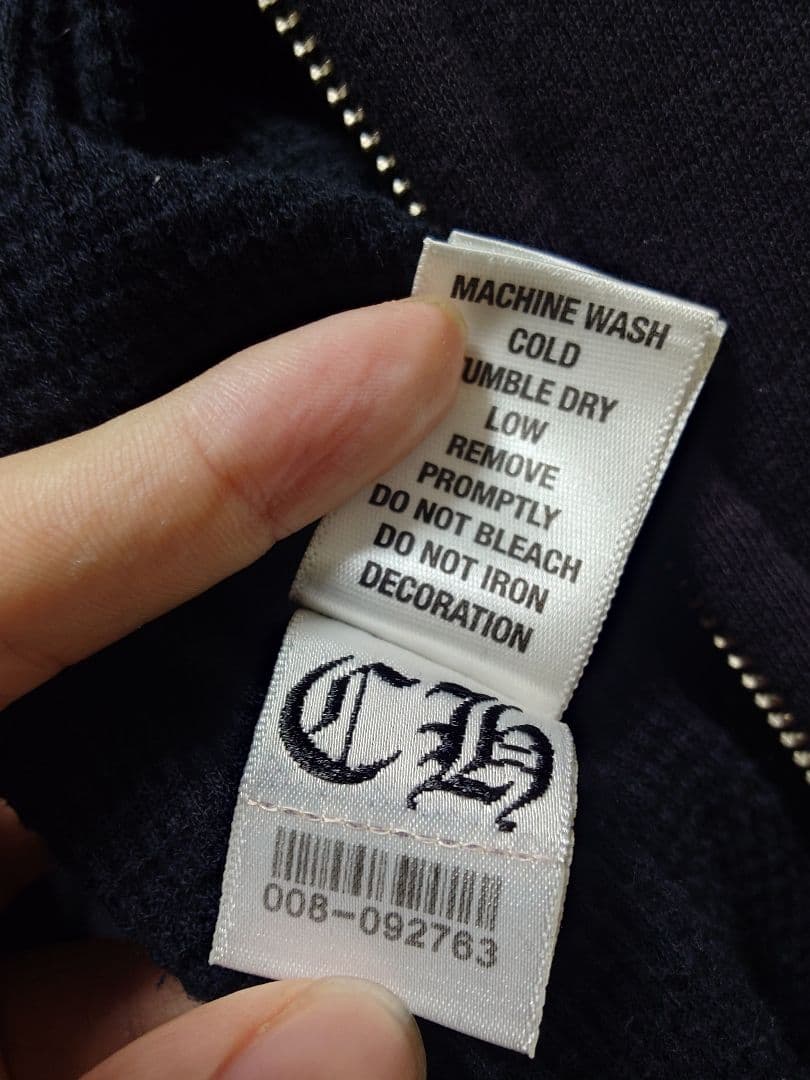 MACHINE WASH
COLD
UMBLE DRY
LOW
REMOVE
PROMPTLY
DO NOT BLEACH
DO NOT IRON
DECORATION
CH
008-092763